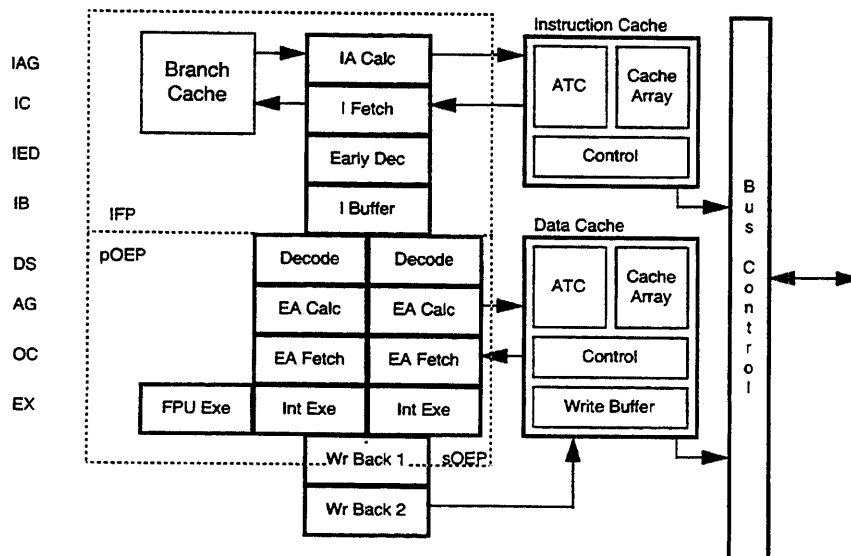 Instruction Cache
IAG
Branch
Cache
IA Calc
ATC
Cache
Array
IC
I Fetch
IED
Early Dec
Control
IB
IFP
I Buffer
Bus Control
Data Cache
pOEP
DS
Decode
Decode
ATC
Cache
Array
AG
EA Calc
EA Calc
OC
EA Fetch
EA Fetch
Control
EX
FPU Exe
Int Exe
Int Exe
Write Buffer
Wr Back 1
sOEP
Wr Back 2